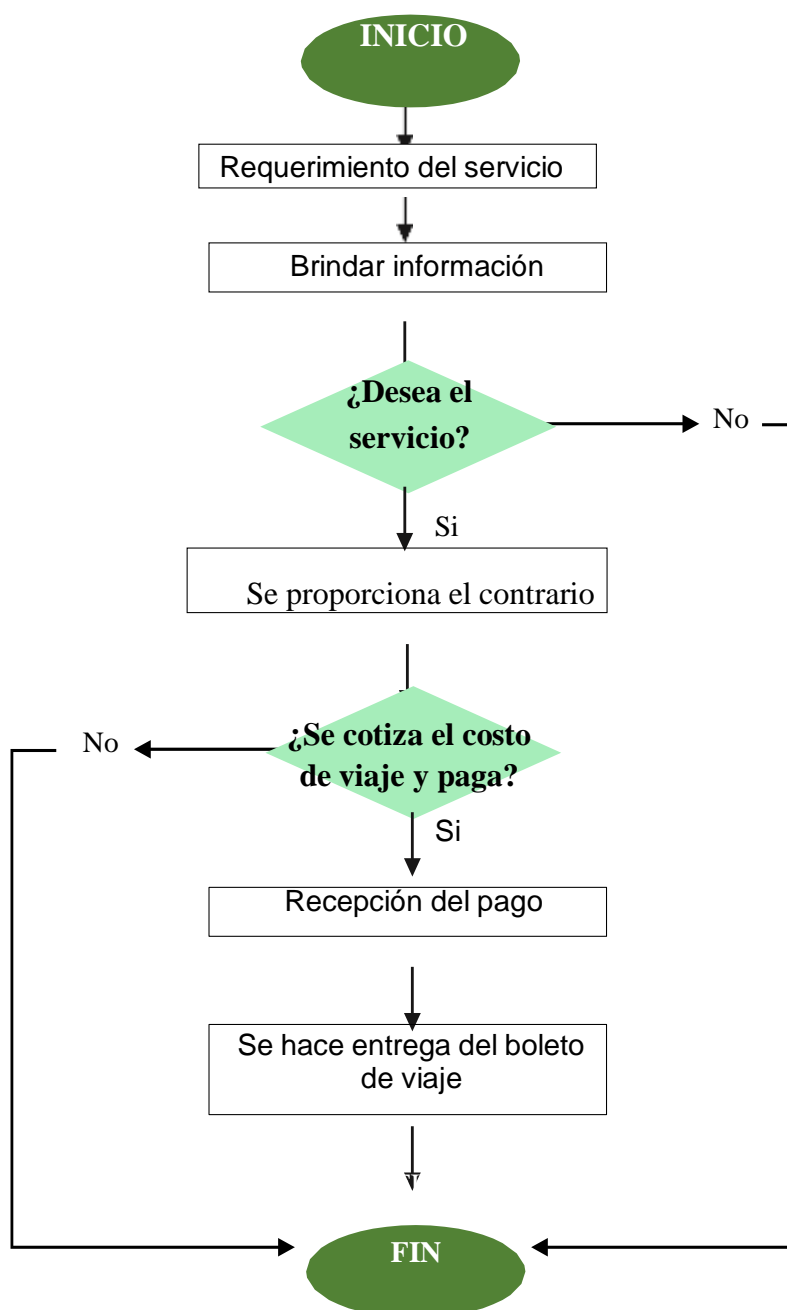 INICIO
Requerimiento del servicio
Brindar información
¿Desea el
servicio?
No
Si
Se proporciona el contrario
¿Se cotiza el costo
de viaje y paga?
No
Si
Recepción del pago
Se hace entrega del boleto
de viaje
FIN